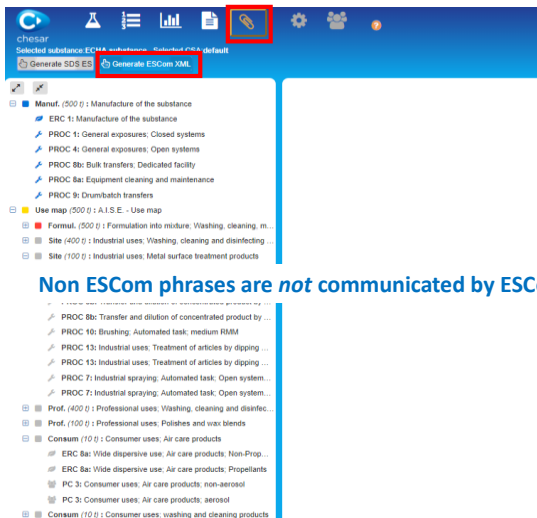 chesar
Selected substance:ECHA substance Selected CSA:default
Generate SDS ES Generate ESCom XML
Manuf. (500 t) : Manufacture of the substance
ERC 1: Manufacture of the substance
PROC 1: General exposures; Closed systems
PROC 4: General exposures; Open systems
PROC 8b: Bulk transfers; Dedicated facility
PROC 8a: Equipment cleaning and maintenance
PROC 9: Drum/batch transfers
Use map (500 t) : A.I.S.E. - Use map
Formul. (500 t) : Formulation into mixture; Washing, cleaning, m...
Site (400 t) : Industrial uses; Washing, cleaning and disinfecting ...
Site (100 t) : Industrial uses; Metal surface treatment products
Non ESCom phrases are not communicated by ESC
PROC 8b: Transfer and dilution of concentrated product by ...
PROC 10: Brushing; Automated task; medium RMM
PROC 13: Industrial uses; Treatment of articles by dipping ...
PROC 13: Industrial uses; Treatment of articles by dipping ...
PROC 7: Industrial spraying; Automated task; Open system...
PROC 7: Industrial spraying; Automated task; Open system...
Prof. (400 t) : Professional uses; Washing, cleaning and disinfec...
Prof. (100 t) : Professional uses; Polishes and wax blends
Consum (10 t) : Consumer uses; Air care products
ERC 8a: Wide dispersive use; Air care products; Non-Prop...
ERC 8a: Wide dispersive use; Air care products; Propellants
PC 3: Consumer uses; Air care products; non-aerosol
PC 3: Consumer uses; Air care products; aerosol
Consum (10 t) : Consumer uses; washing and cleaning products